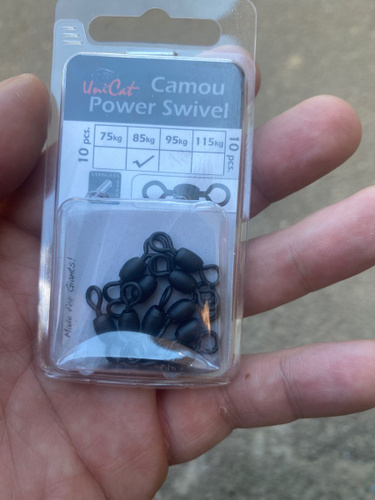 UniCat Camou
Power Swivel
10 pcs.
75kg 85kg 95kg 115kg
✓
10 pcs.
Made for Giants!